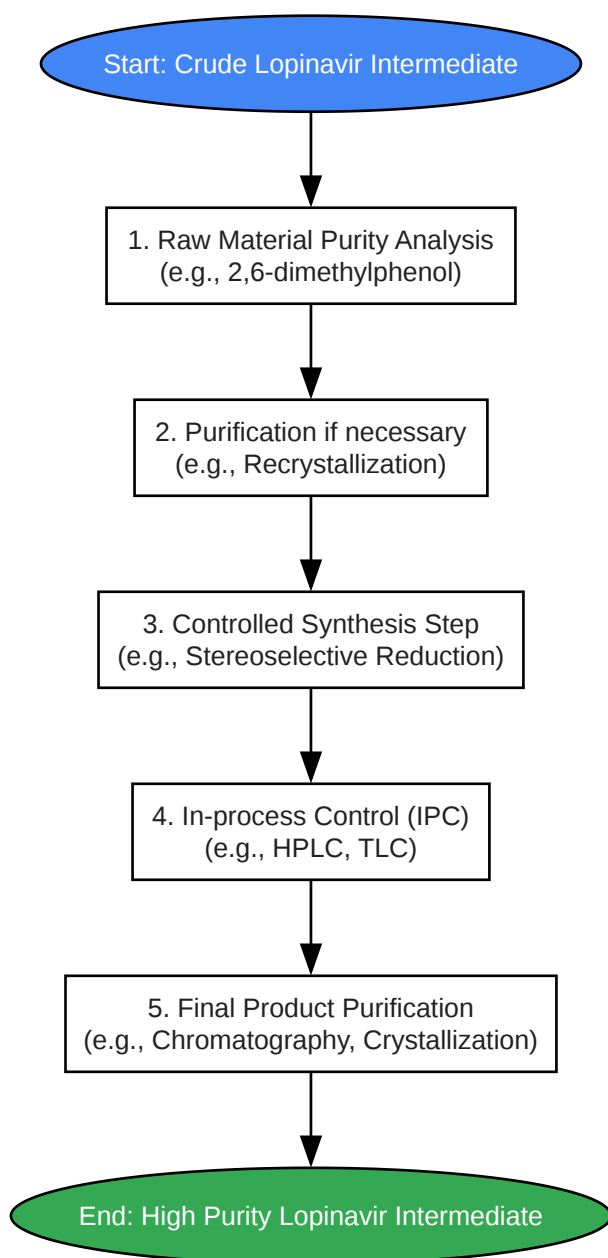 Start: Crude Lopinavir Intermediate
1. Raw Material Purity Analysis
(e.g., 2,6-dimethylphenol)
2. Purification if necessary
(e.g., Recrystallization)
3. Controlled Synthesis Step
(e.g., Stereoselective Reduction)
4. In-process Control (IPC)
(e.g., HPLC, TLC)
5. Final Product Purification
(e.g., Chromatography, Crystallization)
End: High Purity Lopinavir Intermediate